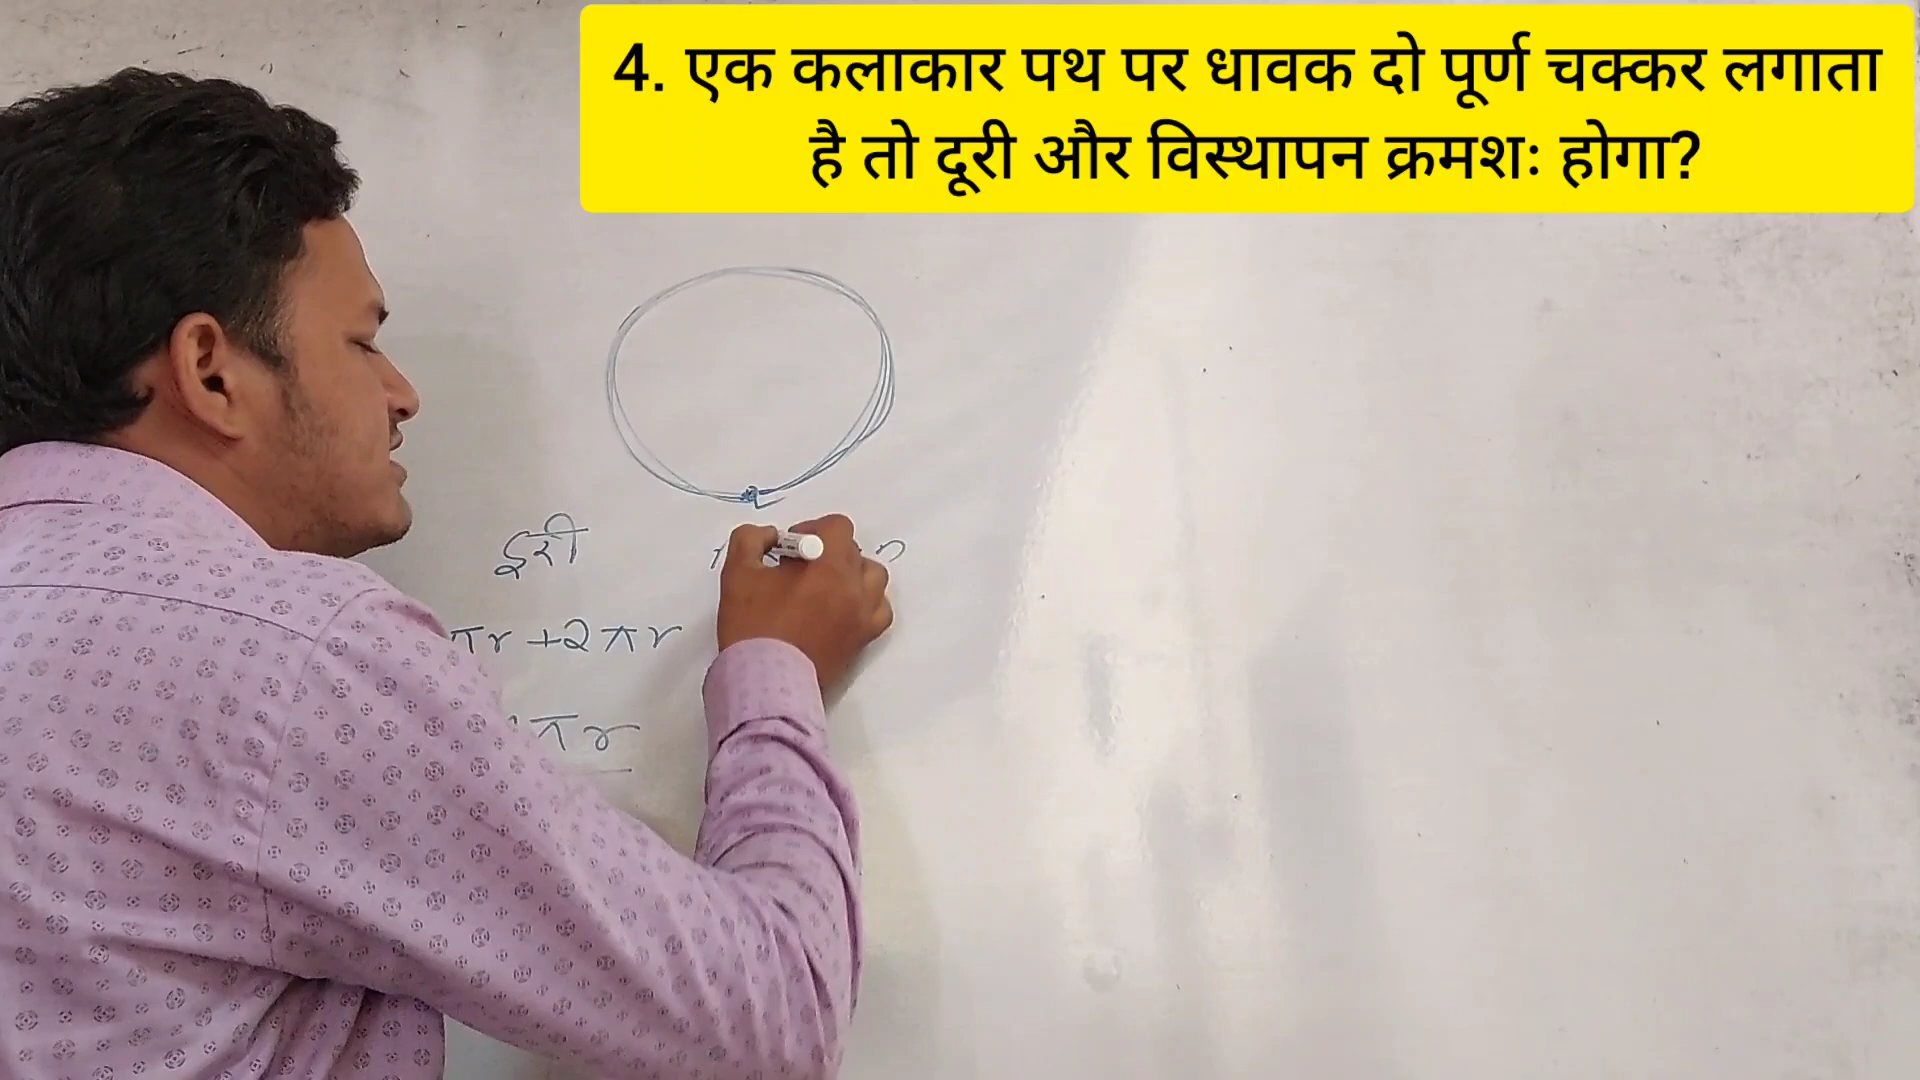 4. एक कलाकार पथ पर धावक दो पूर्ण चक्कर लगाता
है तो दूरी और विस्थापन क्रमशः होगा?
दूरी
πr+2πr
πr